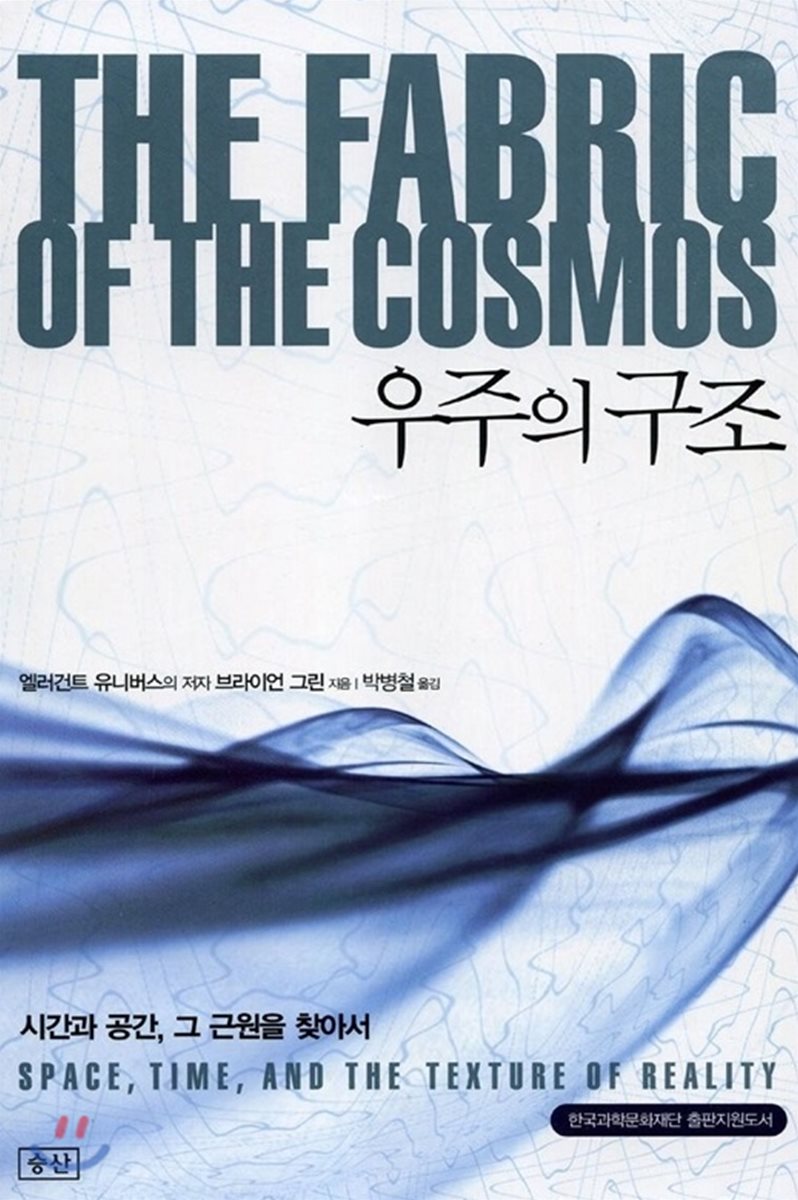 THE FABRIC
OF THE COSMOS
우주의 구조
엘러건트 유니버스의 저자 브라이언 그린 지음 | 박병철 옮김
시간과 공간, 그 근원을 찾아서
SPACE, TIME, AND THE TEXTURE OF REALITY
한국과학문화재단 출판지원도서
승산